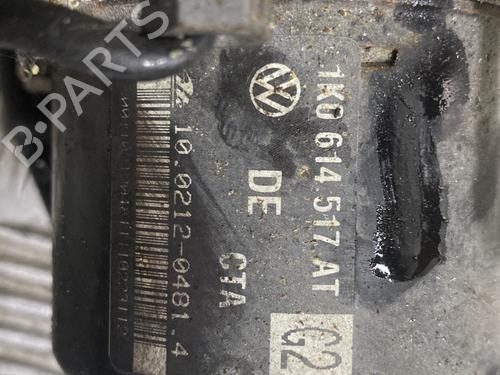 1K0 614 517 AT
DE CTA
G2
10.0212-0481.4
B-PARTS